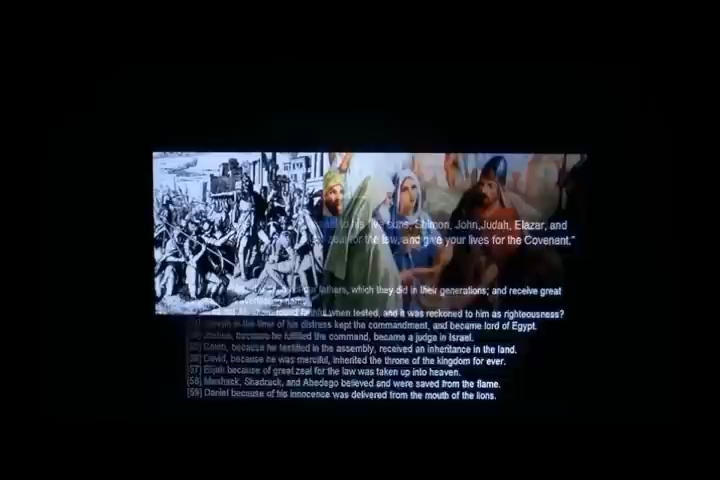 to his five sons, Shimon, John, Judah, Elazar, and
zeal for the law, and give your lives for the Covenant."
fathers, which they did in their generations; and receive great
when tested, and it was reckoned to him as righteousness?
in the time of his distress kept the commandment, and became lord of Egypt.
because he fulfilled the command, became a judge in Israel.
because he testified in the assembly, received an inheritance in the land.
David, because he was merciful, inherited the throne of the kingdom for ever.
[57] Elijah because of great zeal for the law was taken up into heaven.
[58] Meshack, Shadrack, and Abednego believed and were saved from the flame.
[59] Daniel because of his innocence was delivered from the mouth of the lions.